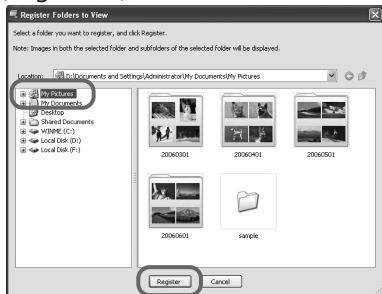 Register Folders to View
Select a folder you want to register, and click Register.
Note: Images in both the selected folder and subfolders of the selected folder will be displayed.
Location: D:\Documents and Settings\Administrator\My Documents\My Pictures
My Pictures
My Documents
Desktop
Shared Documents
WINME (C:)
Local Disk (D:)
Local Disk (F:)
20060301 20060401 20060501
20060601 sample
Register Cancel